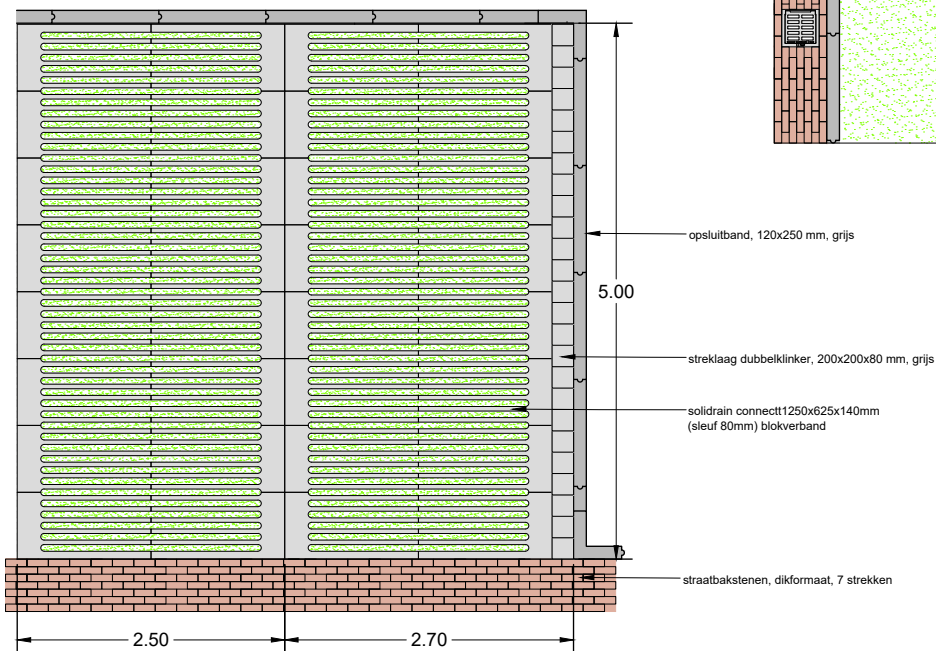 opsluitband, 120x250 mm, grijs
5.00
streklaag dubbelklinker, 200x200x80 mm, grijs
solidrain connectt1250x625x140mm
(sleuf 80mm) blokverband
straatbakstenen, dikformaat, 7 strekken
2.50
2.70